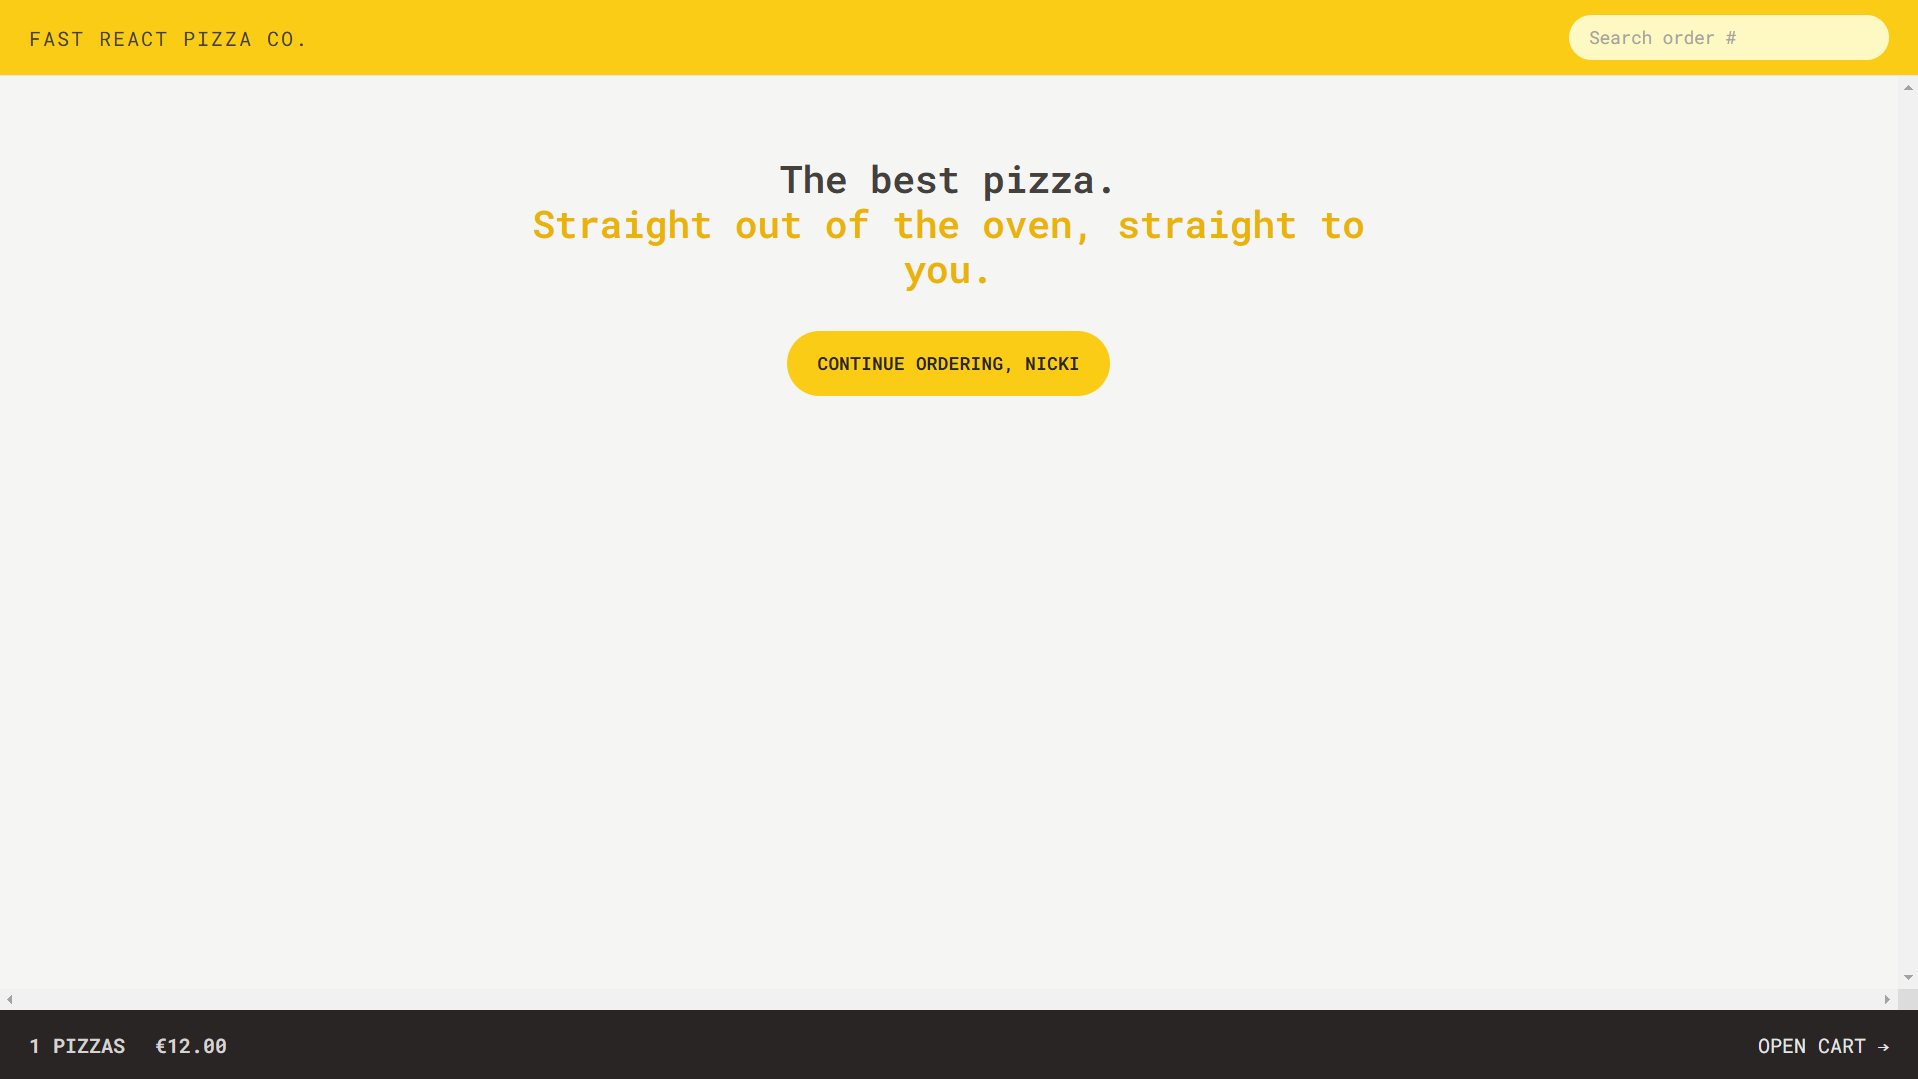 FAST REACT PIZZA CO.
Search order #
The best pizza.
Straight out of the oven, straight to
you.
CONTINUE ORDERING, NICKI
1 PIZZAS €12.00
OPEN CART →